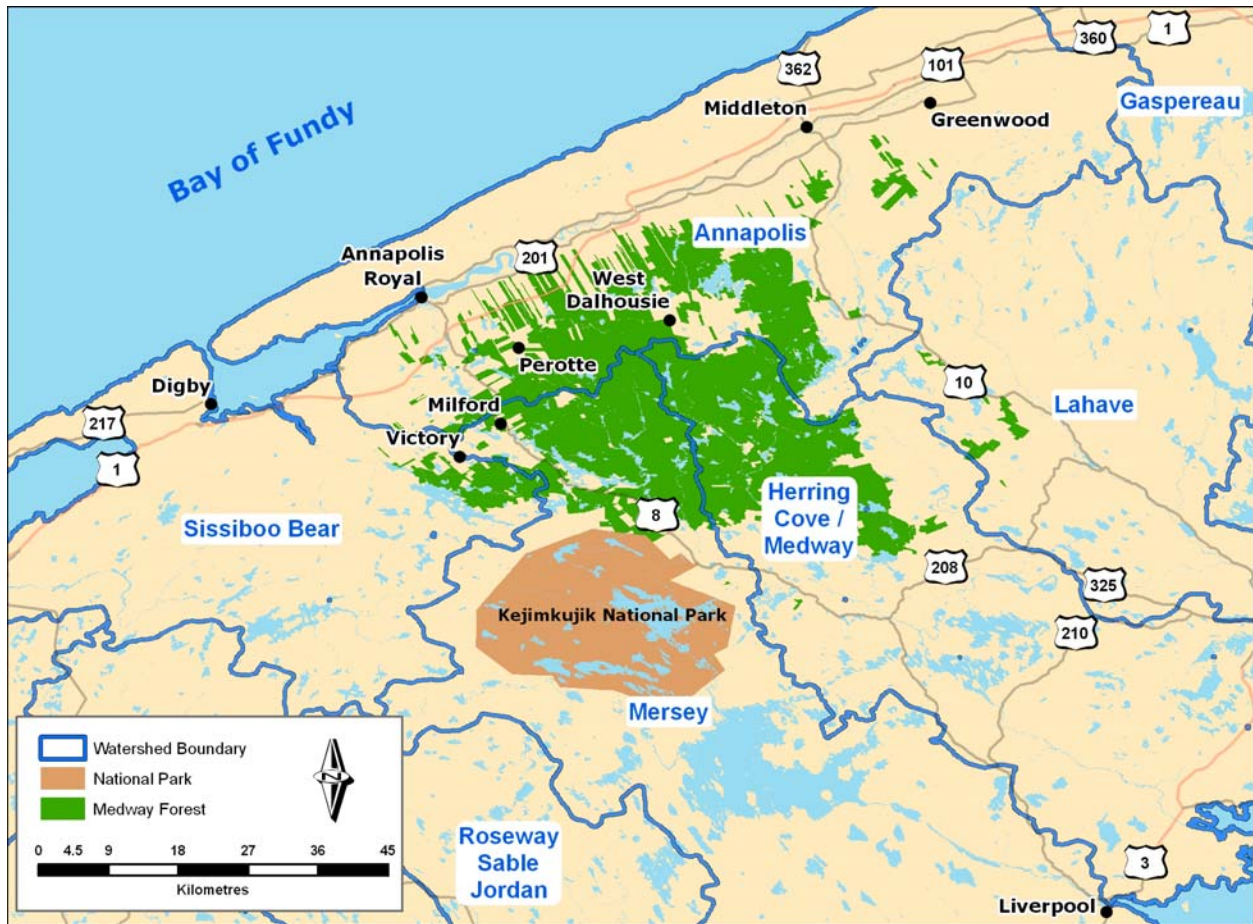 360
1
362
101
Gaspereau
Middleton
Greenwood
Bay of Fundy
Annapolis
Annapolis
Royal
201
West
Dalhousie
Perotte
Digby
10
Milford
Lahave
217
Victory
1
Herring
Cove /
Medway
8
Sissiboo Bear
208
325
Kejimkujik National Park
210
Mersey
Watershed Boundary
National Park
Medway Forest
N
0 4.5 9 18 27 36 45
Kilometres
Roseway
Sable
Jordan
3
Liverpool